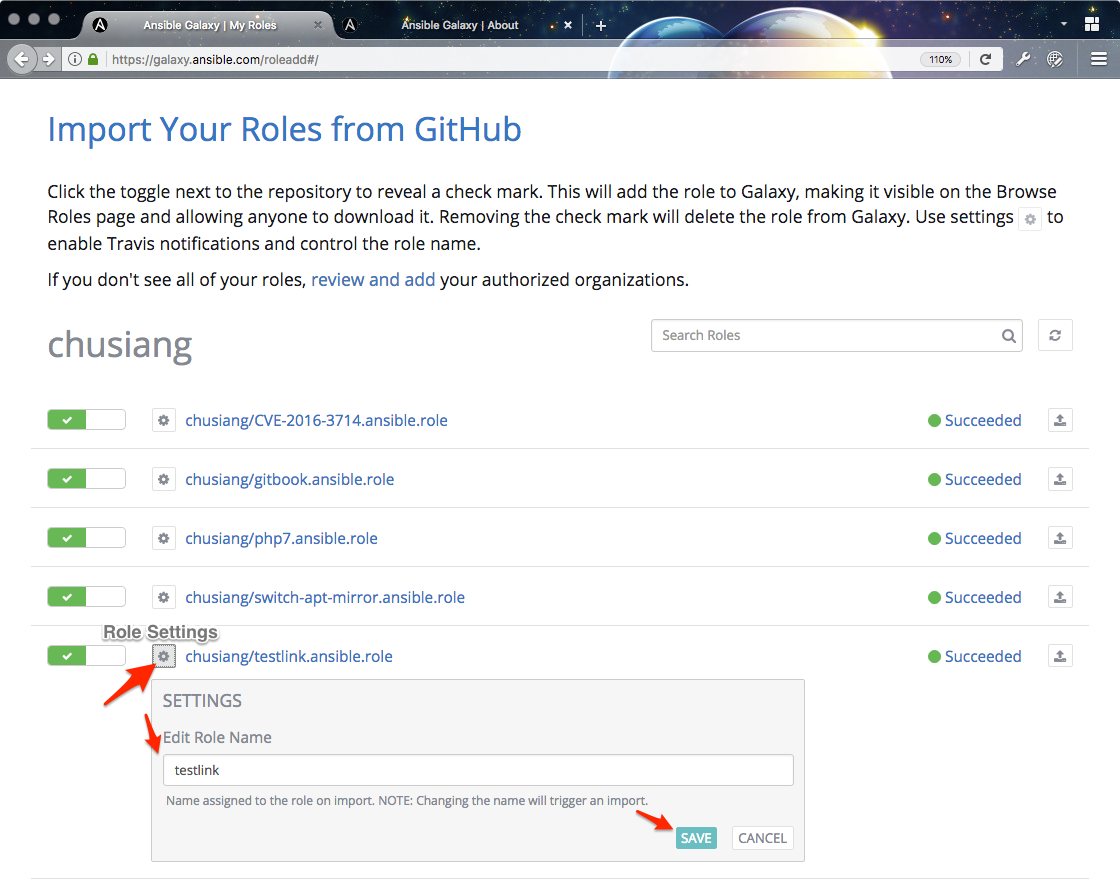 Ansible Galaxy | My Roles
Ansible Galaxy | About
https://galaxy.ansible.com/roleadd#/
110%
Import Your Roles from GitHub
Click the toggle next to the repository to reveal a check mark. This will add the role to Galaxy, making it visible on the Browse
Roles page and allowing anyone to download it. Removing the check mark will delete the role from Galaxy. Use settings to
enable Travis notifications and control the role name.
If you don't see all of your roles, review and add your authorized organizations.
chusiang
Search Roles
chusiang/CVE-2016-3714.ansible.role Succeeded
chusiang/gitbook.ansible.role Succeeded
chusiang/php7.ansible.role Succeeded
chusiang/switch-apt-mirror.ansible.role Succeeded
Role Settings
chusiang/testlink.ansible.role Succeeded
SETTINGS
Edit Role Name
testlink
Name assigned to the role on import. NOTE: Changing the name will trigger an import.
SAVE CANCEL